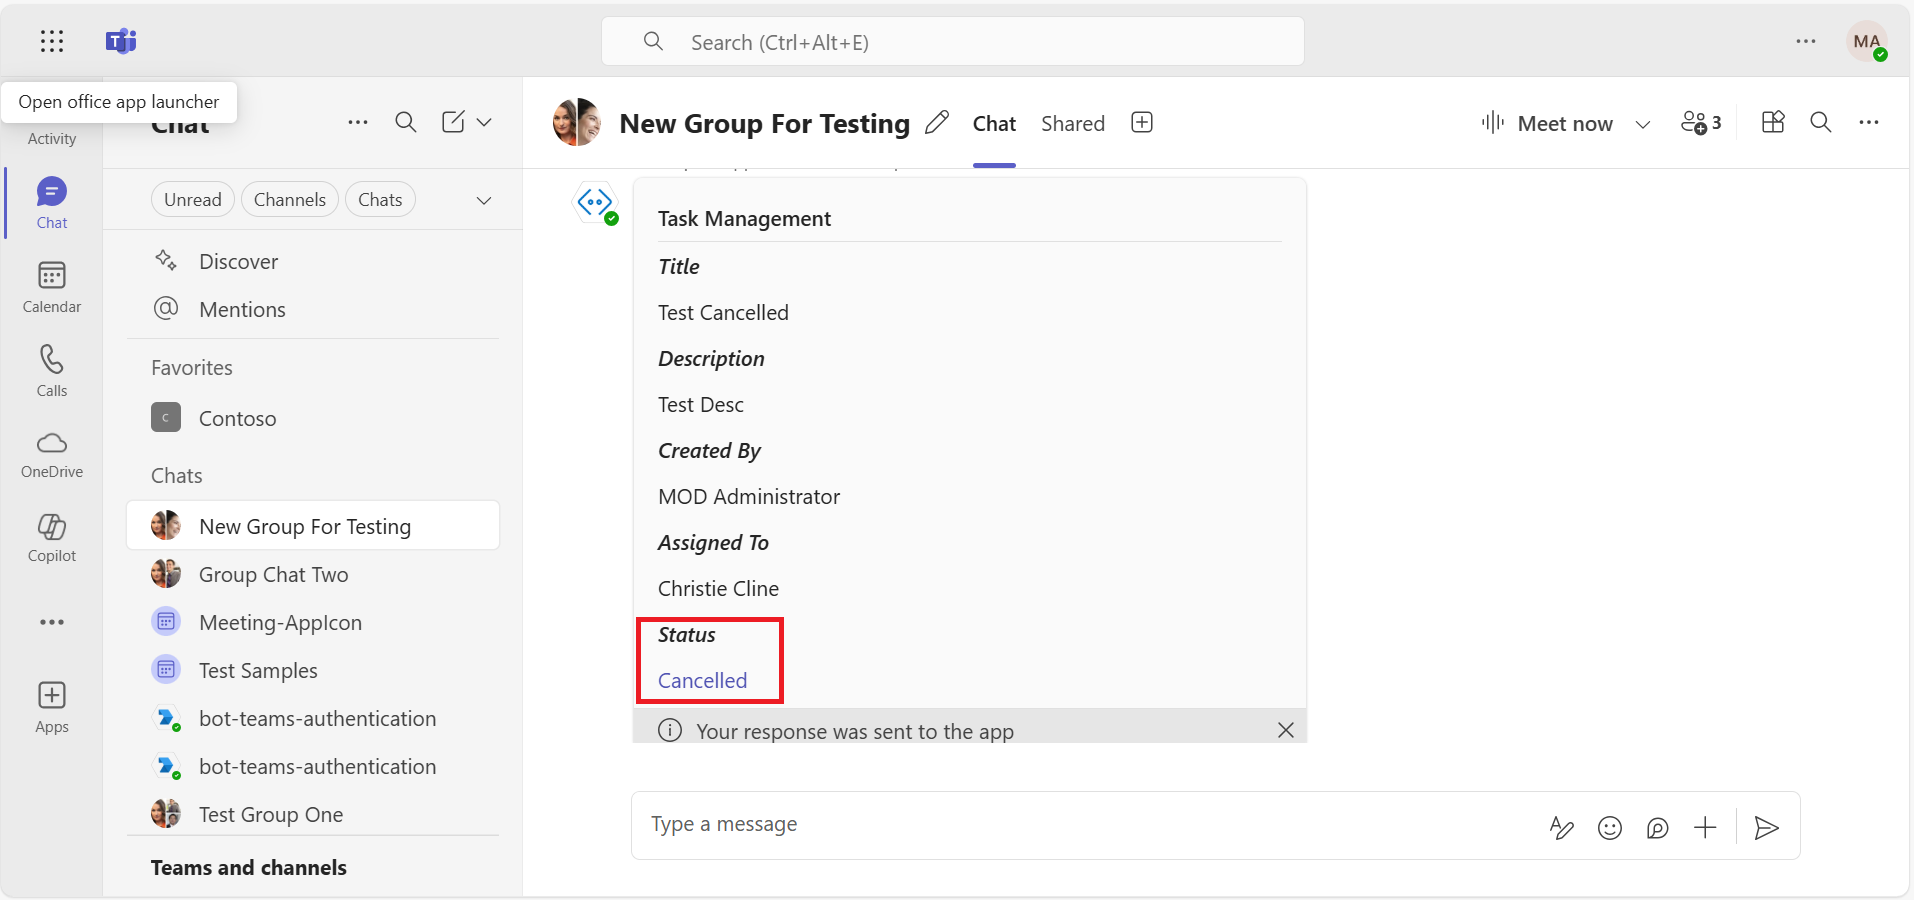 Search (Ctrl+Alt+E)
MA
Open office app launcher
Activity
Chat
Calendar
Calls
OneDrive
Copilot
Apps
Chat
Unread
Channels
Chats
Discover
Mentions
Favorites
C
Contoso
Chats
New Group For Testing
Group Chat Two
Meeting-AppIcon
Test Samples
bot-teams-authentication
bot-teams-authentication
Test Group One
Teams and channels
New Group For Testing
Chat
Shared
Meet now
3
Task Management
Title
Test Cancelled
Description
Test Desc
Created By
MOD Administrator
Assigned To
Christie Cline
Status
Cancelled
Your response was sent to the app
Type a message